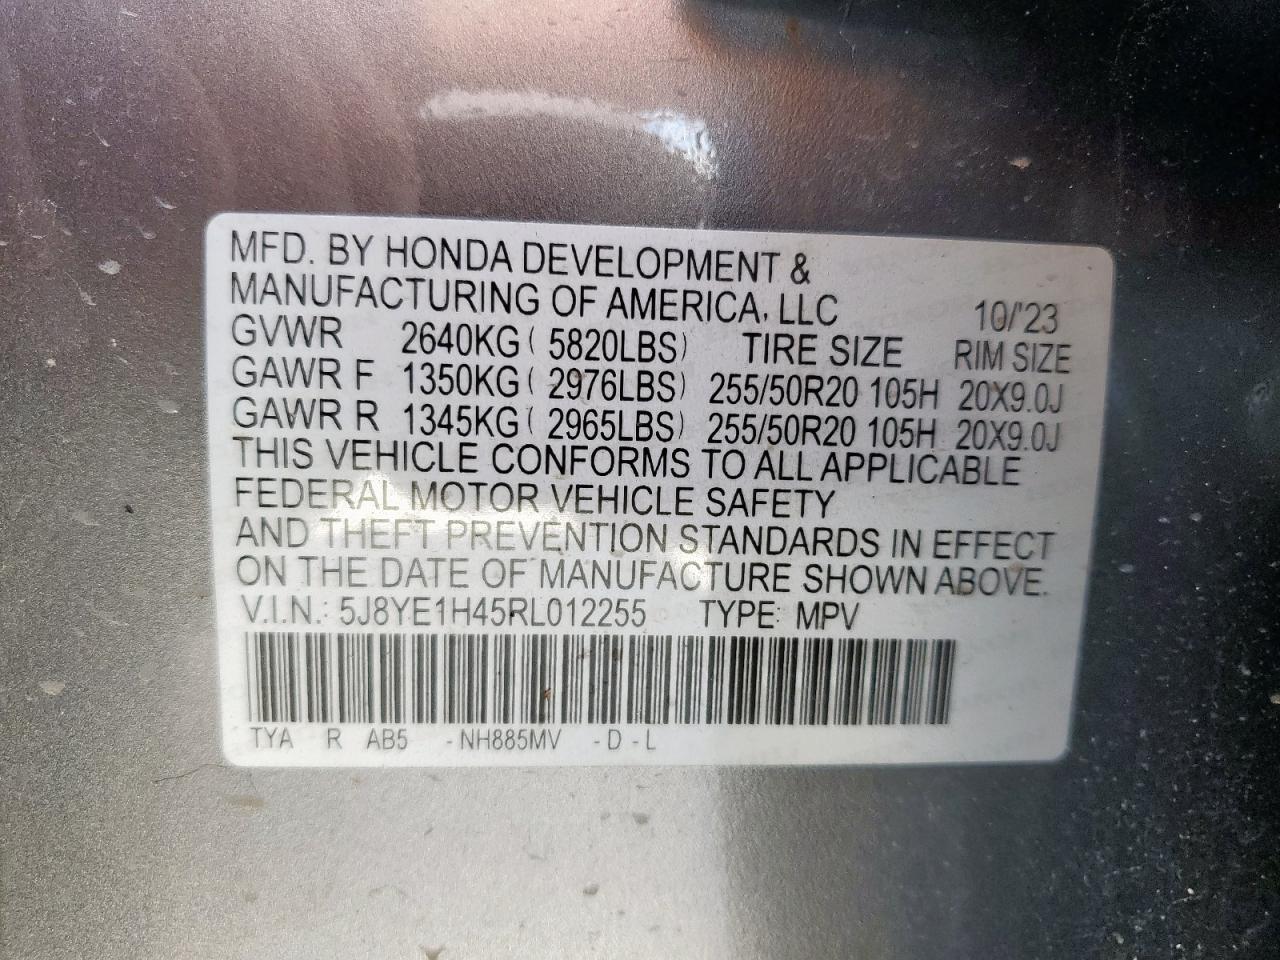 MFD. BY HONDA DEVELOPMENT &
MANUFACTURING OF AMERICA, LLC 10/'23
GVWR 2640KG ( 5820LBS) TIRE SIZE RIM SIZE
GAWR F 1350KG ( 2976LBS) 255/50R20 105H 20X9.0J
GAWR R 1345KG ( 2965LBS) 255/50R20 105H 20X9.0J
THIS VEHICLE CONFORMS TO ALL APPLICABLE
FEDERAL MOTOR VEHICLE SAFETY
AND THEFT PREVENTION STANDARDS IN EFFECT
ON THE DATE OF MANUFACTURE SHOWN ABOVE.
V.I.N.: 5J8YE1H45RL012255 TYPE: MPV
TYA R AB5 -NH885MV -D-L